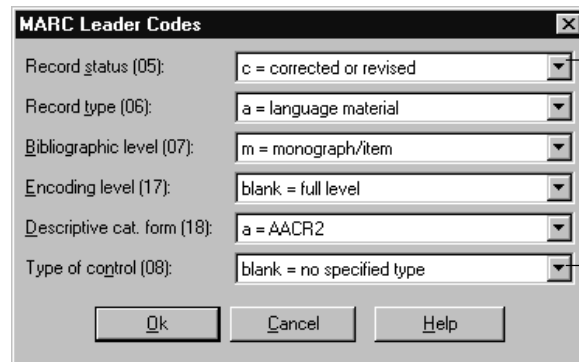 MARC Leader Codes
Record status (05): c = corrected or revised
Record type (06): a = language material
Bibliographic level (07): m = monograph/item
Encoding level (17): blank = full level
Descriptive cat. form (18): a = AACR2
Type of control (08): blank = no specified type
Ok Cancel Help